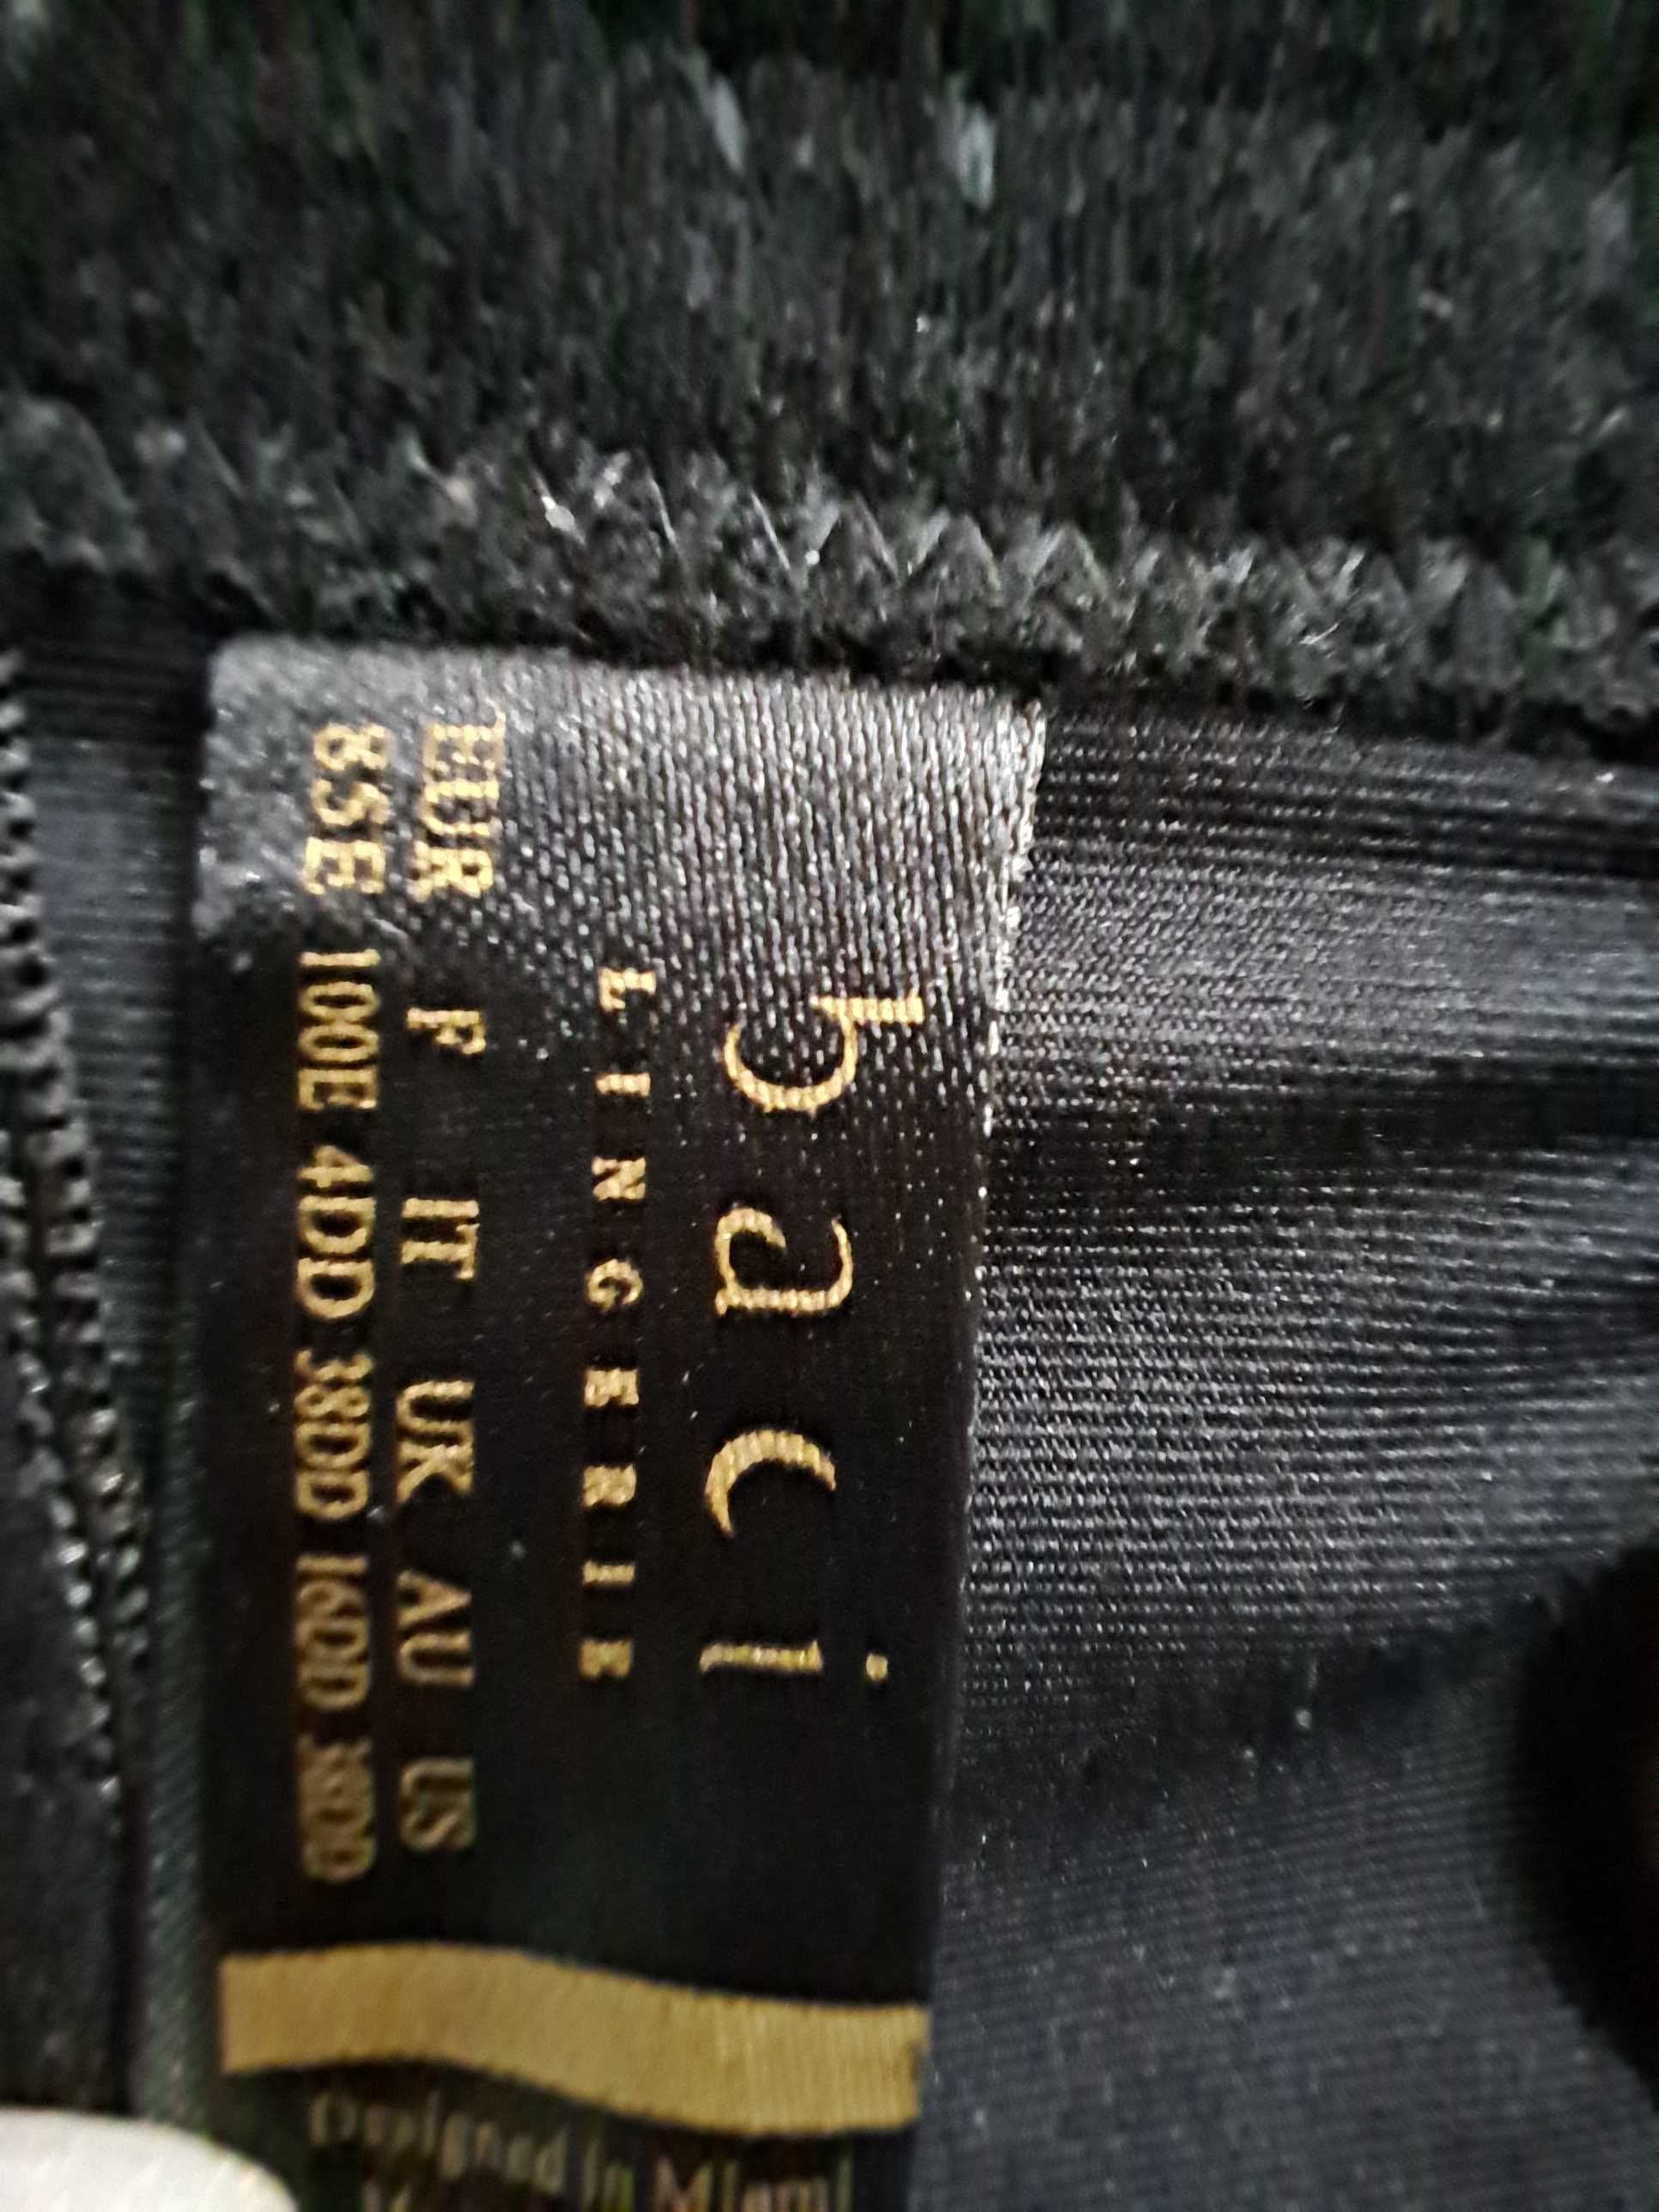 baci
LINGERIE
EUR F IT UK AU US
85E 100E 4DD 38DD 16DD 38DD
Designed in Miami